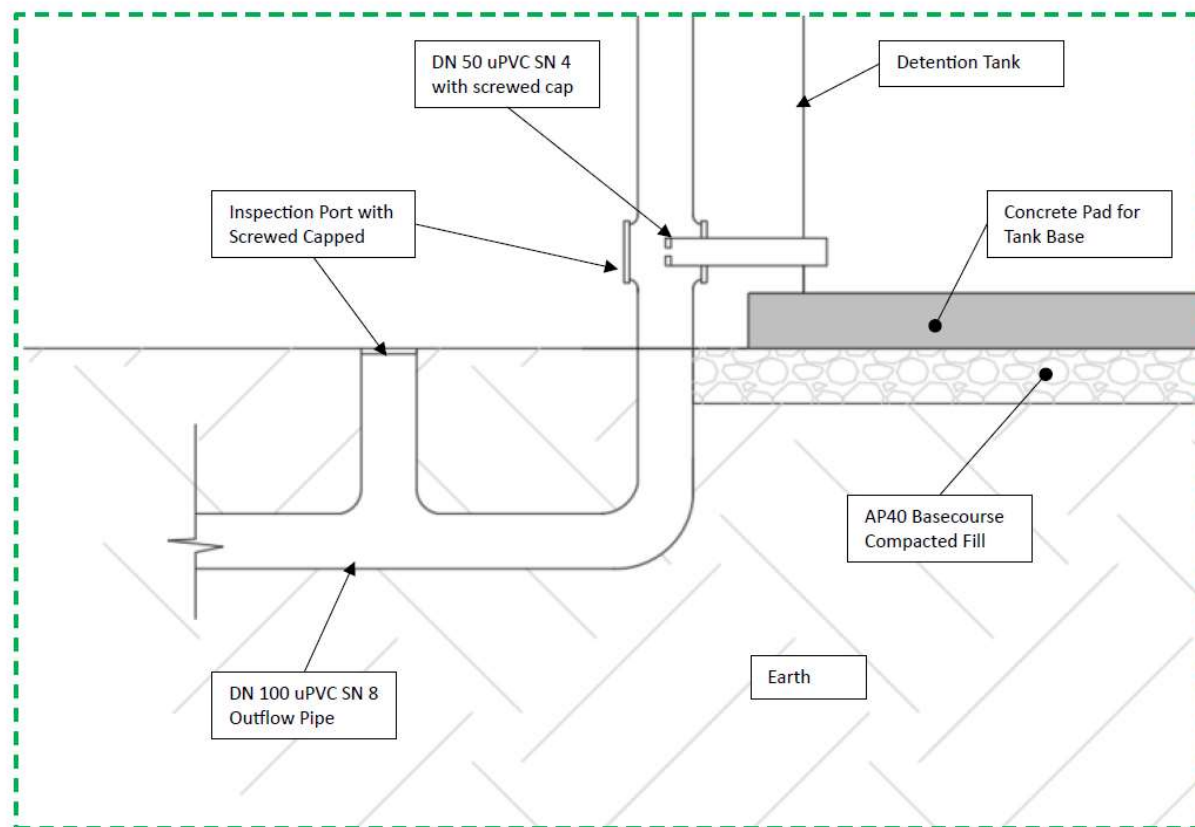 DN 50 uPVC SN 4
with screwed cap
Detention Tank
Inspection Port with
Screwed Capped
Concrete Pad for
Tank Base
AP40 Basecourse
Compacted Fill
DN 100 uPVC SN 8
Outflow Pipe
Earth